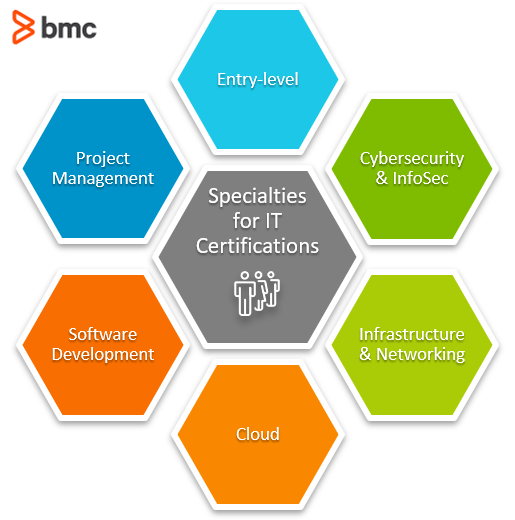 bmc
Entry-level
Project
Management
Cybersecurity
& InfoSec
Specialties
for IT
Certifications
Software
Development
Infrastructure
& Networking
Cloud